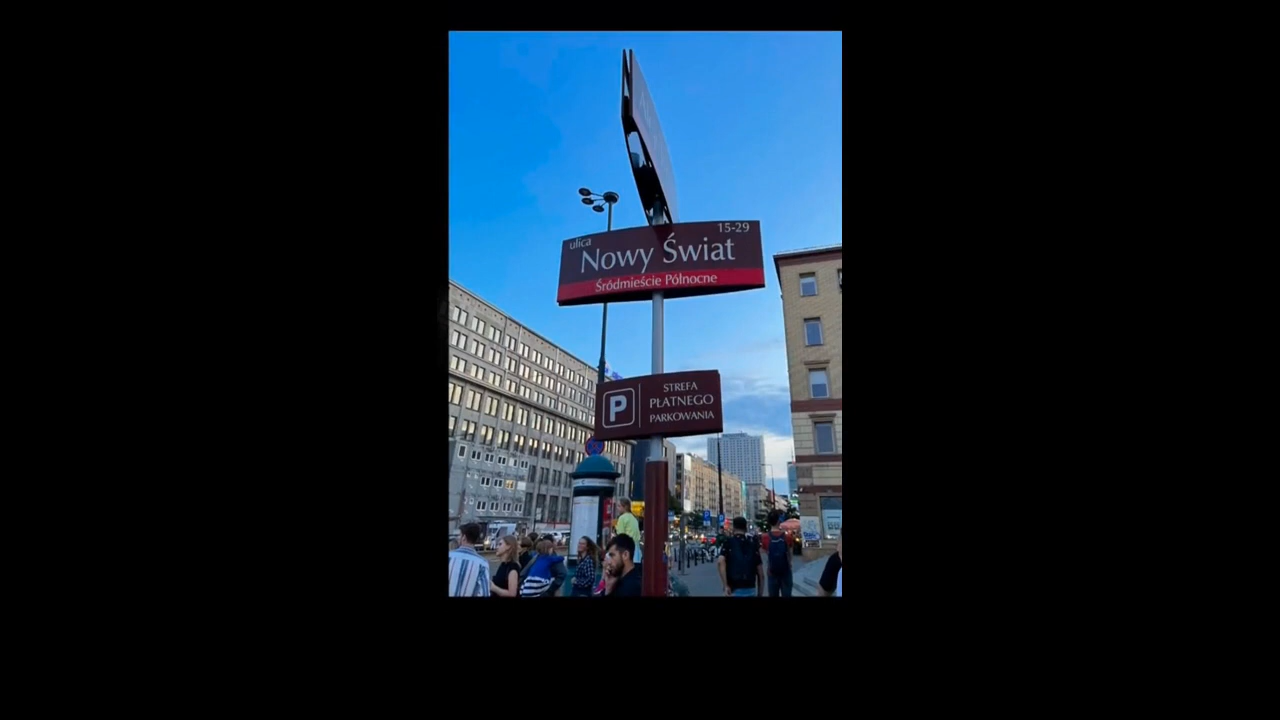 ulica 15-29
Nowy Świat
Śródmieście Północne
P
STREFA
PŁATNEGO
PARKOWANIA